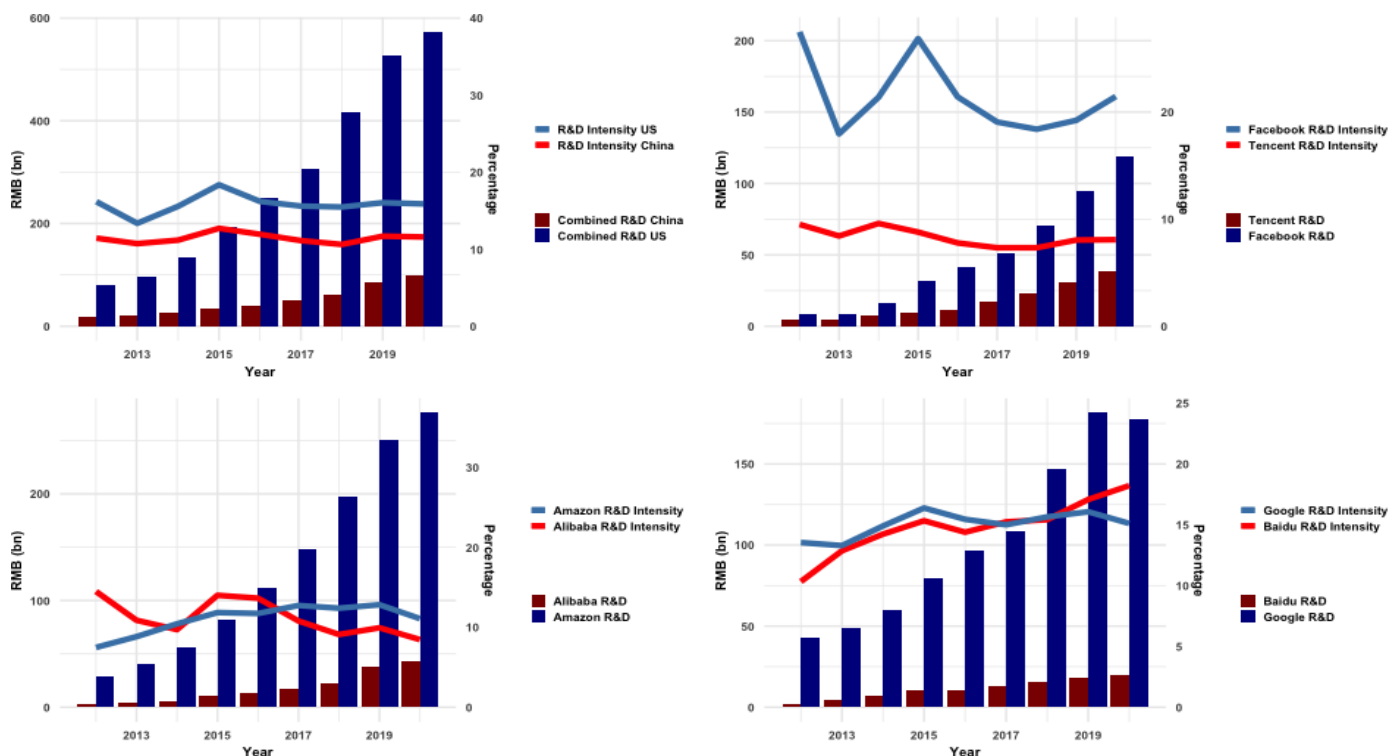 600
400
200
0
RMB (bn)
40
30
20
10
0
Percentage
2013
2015
2017
2019
Year
R&D Intensity US
R&D Intensity China
Combined R&D China
Combined R&D US
200
150
100
50
0
RMB (bn)
20
10
0
Percentage
2013
2015
2017
2019
Year
Facebook R&D Intensity
Tencent R&D Intensity
Tencent R&D
Facebook R&D
200
100
0
RMB (bn)
30
20
10
0
Percentage
2013
2015
2017
2019
Year
Amazon R&D Intensity
Alibaba R&D Intensity
Alibaba R&D
Amazon R&D
150
100
50
0
RMB (bn)
25
20
15
10
5
0
Percentage
2013
2015
2017
2019
Year
Google R&D Intensity
Baidu R&D Intensity
Baidu R&D
Google R&D